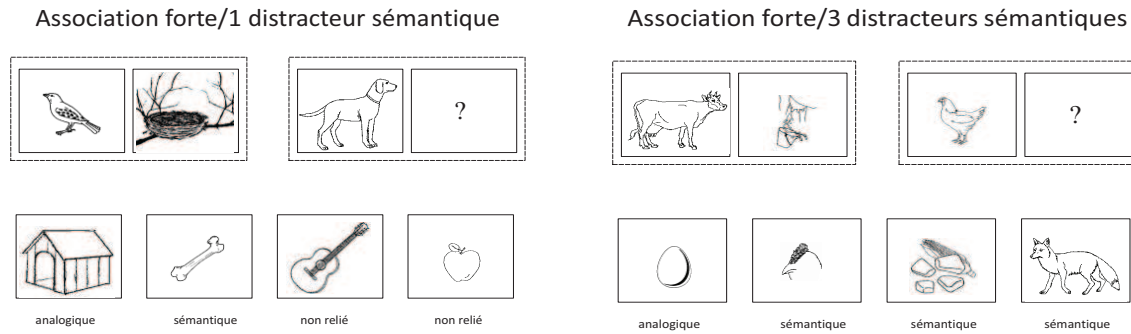 Association forte/1 distracteur sémantique
?
analogique sémantique non relié non relié
Association forte/3 distracteurs sémantiques
?
analogique sémantique sémantique sémantique